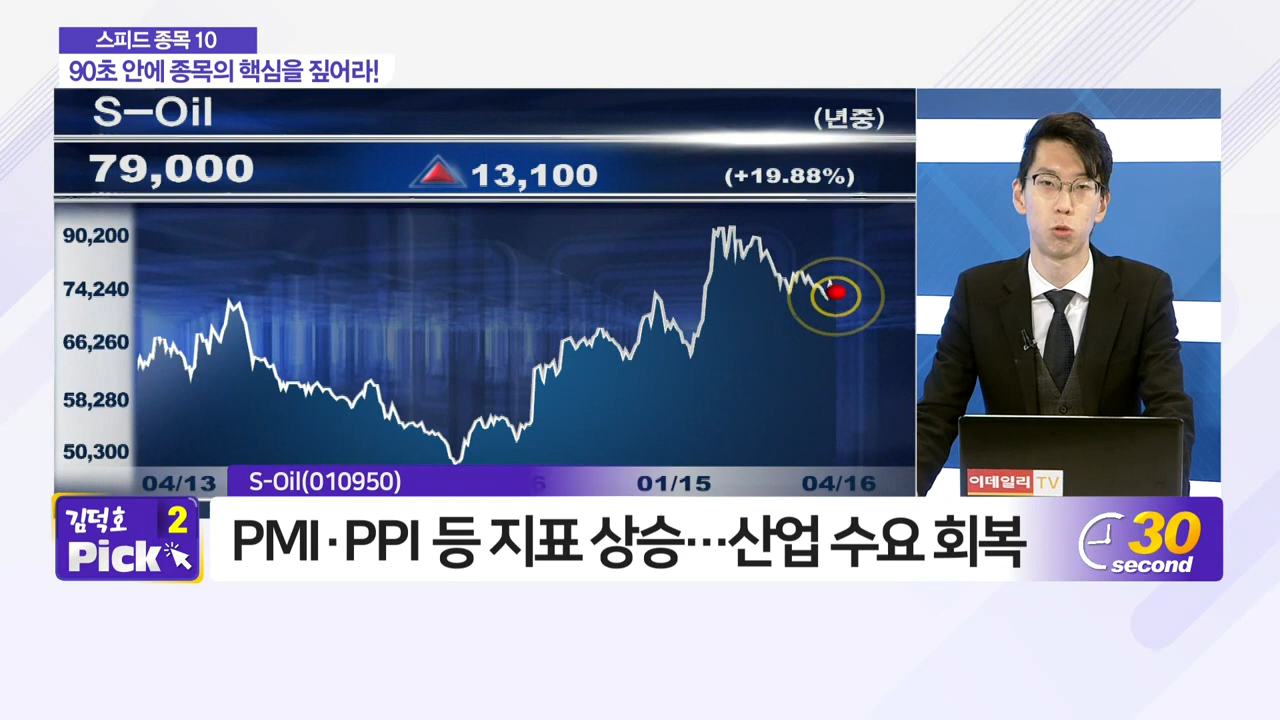 스피드 종목 10
90초 안에 종목의 핵심을 짚어라!
S-Oil
(년중)
79,000
13,100
(+19.88%)
90,200
74,240
66,260
58,280
50,300
04/13
6
01/15
04/16
S-Oil(010950)
이데일리 TV
김덕호 2
Pick
PMI·PPI 등 지표 상승…산업 수요 회복
30
second